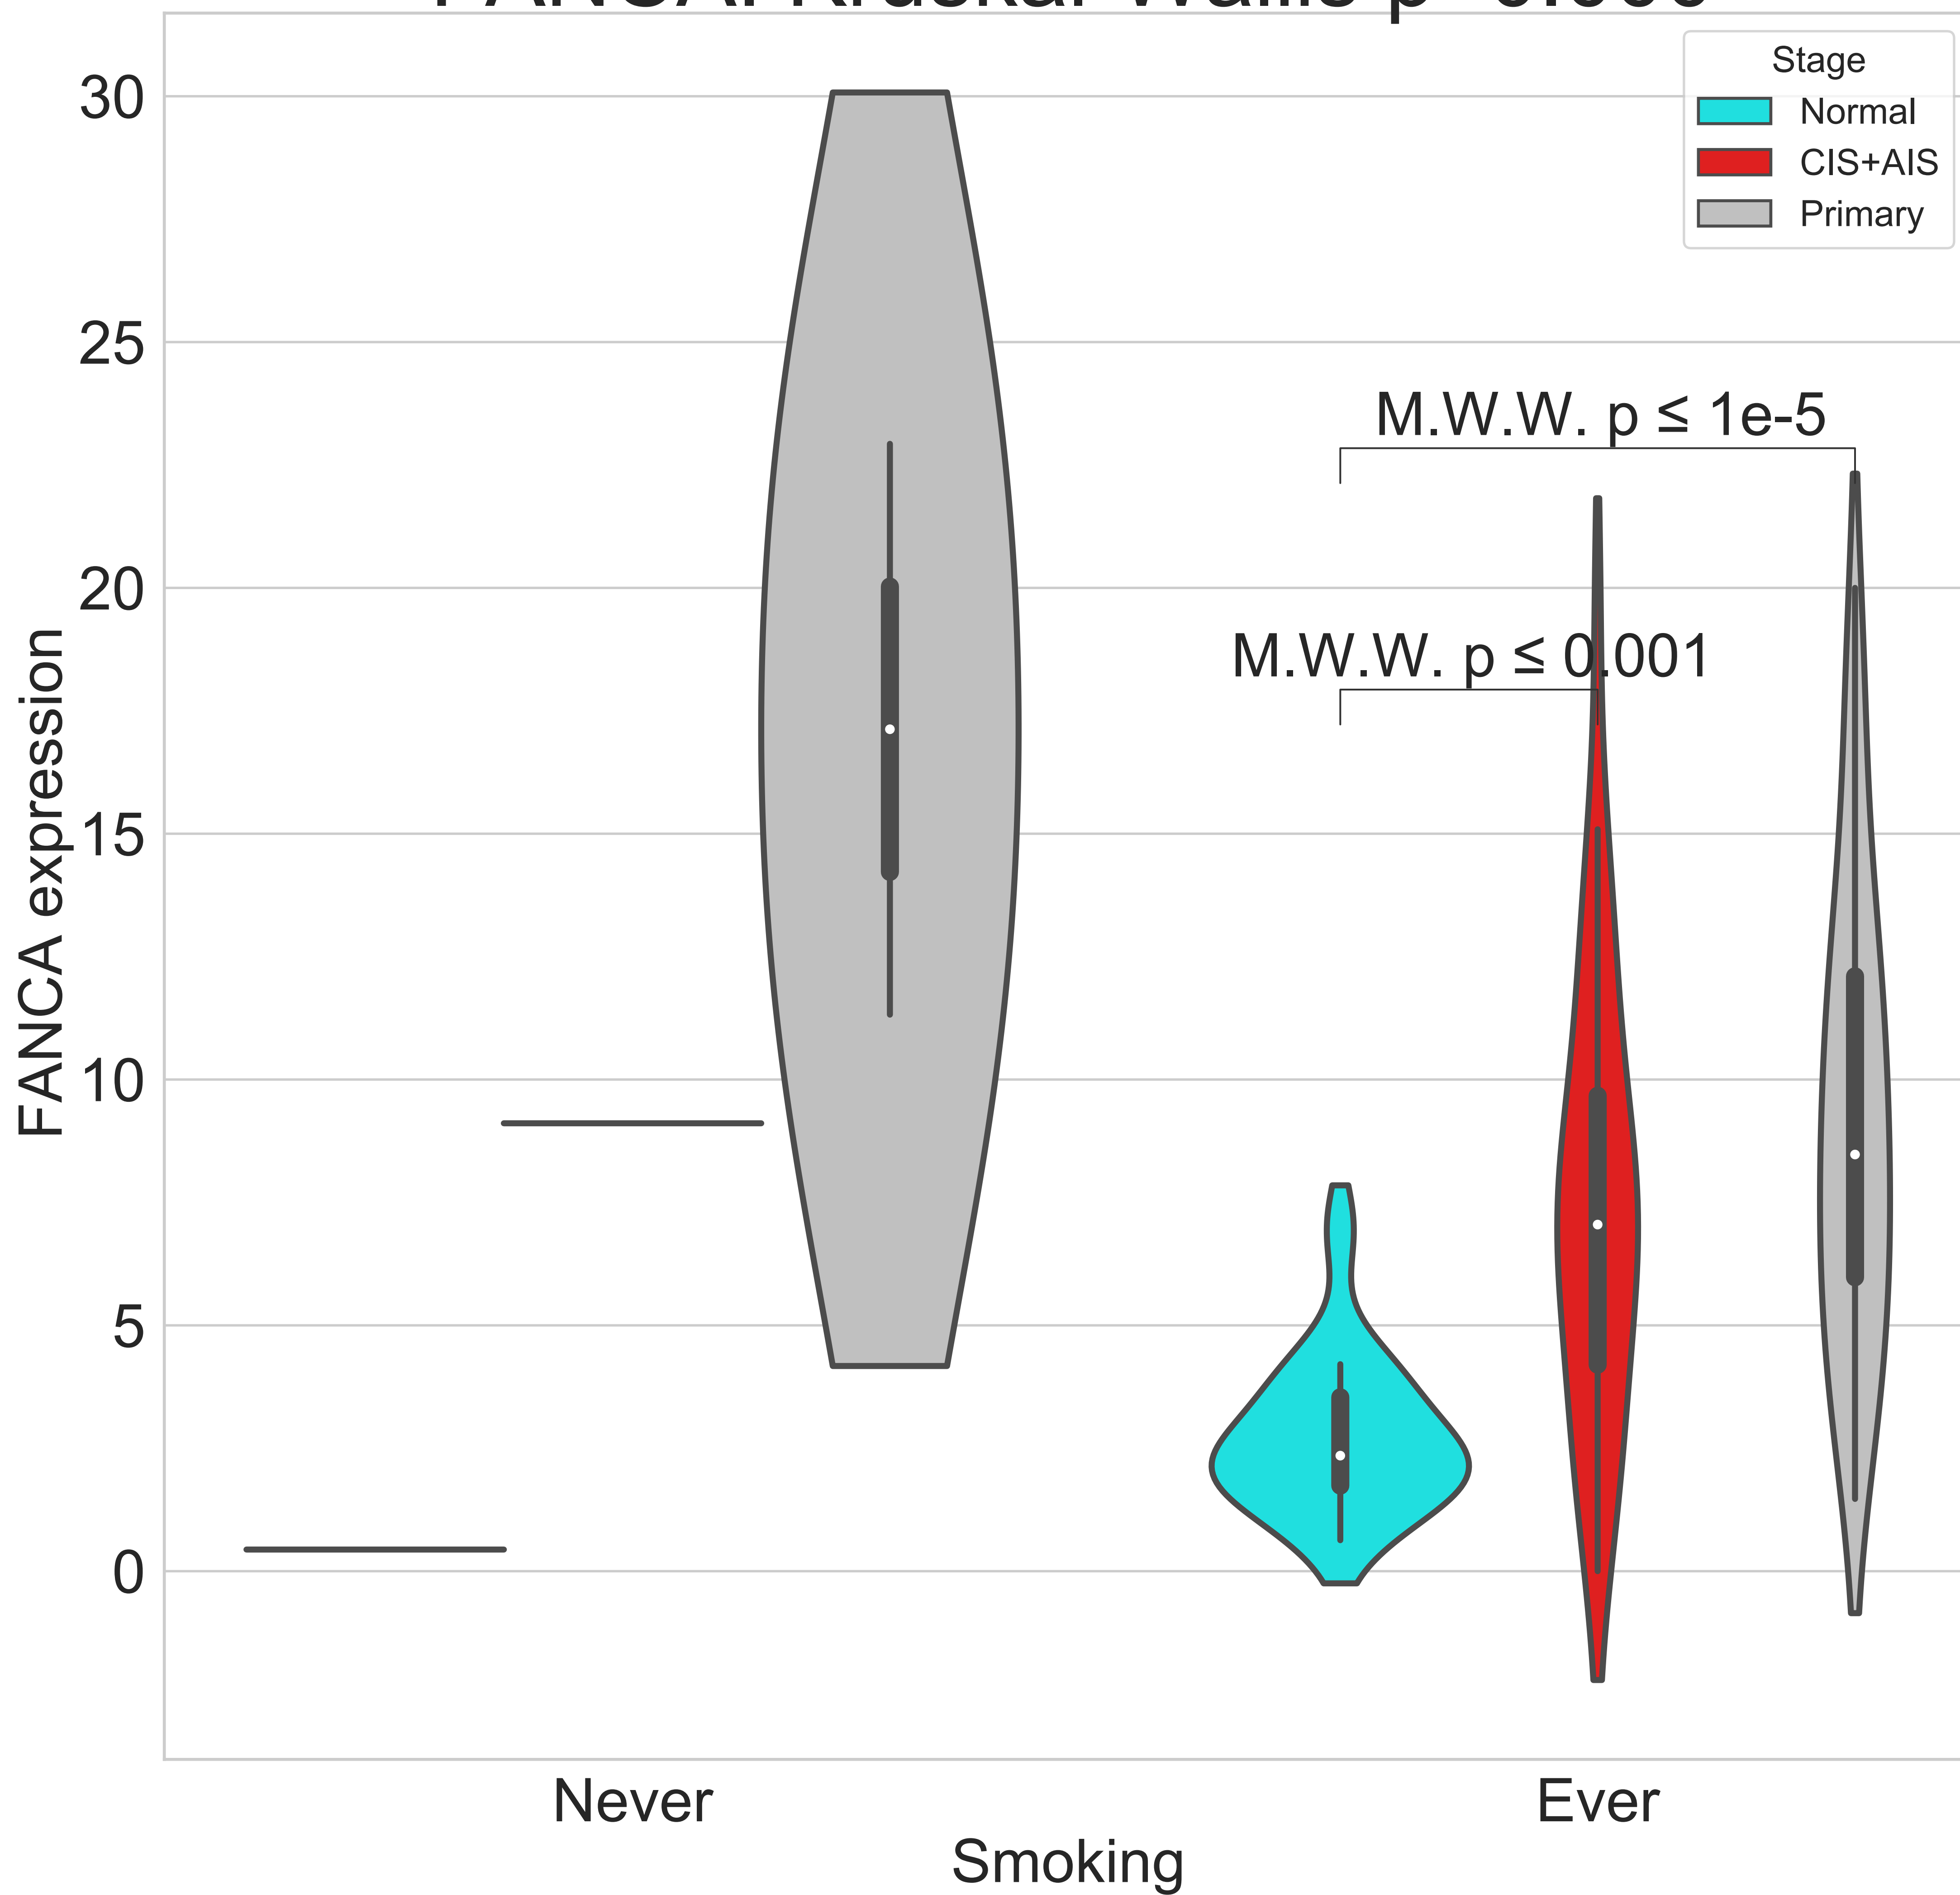 Stage
Normal
CIS+AIS
Primary
30
25
20
15
10
5
0
FANCA expression
M.W.W. p ≤ 1e-5
M.W.W. p ≤ 0.001
Never
Ever
Smoking